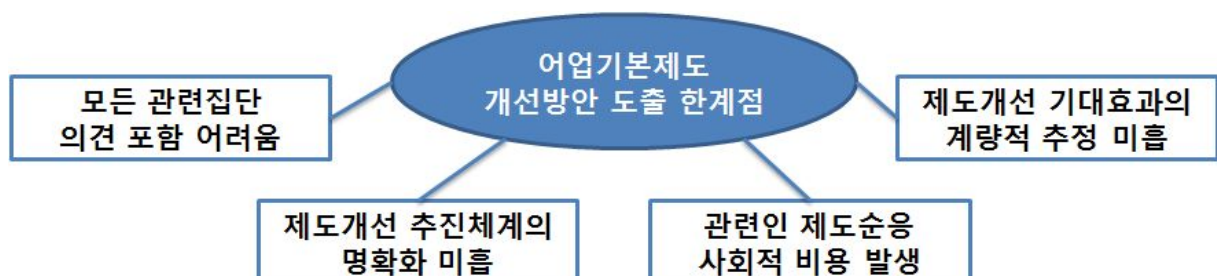 어업기본제도
개선방안 도출 한계점
모든 관련집단
의견 포함 어려움
제도개선 기대효과의
계량적 추정 미흡
제도개선 추진체계의
명확화 미흡
관련인 제도순응
사회적 비용 발생